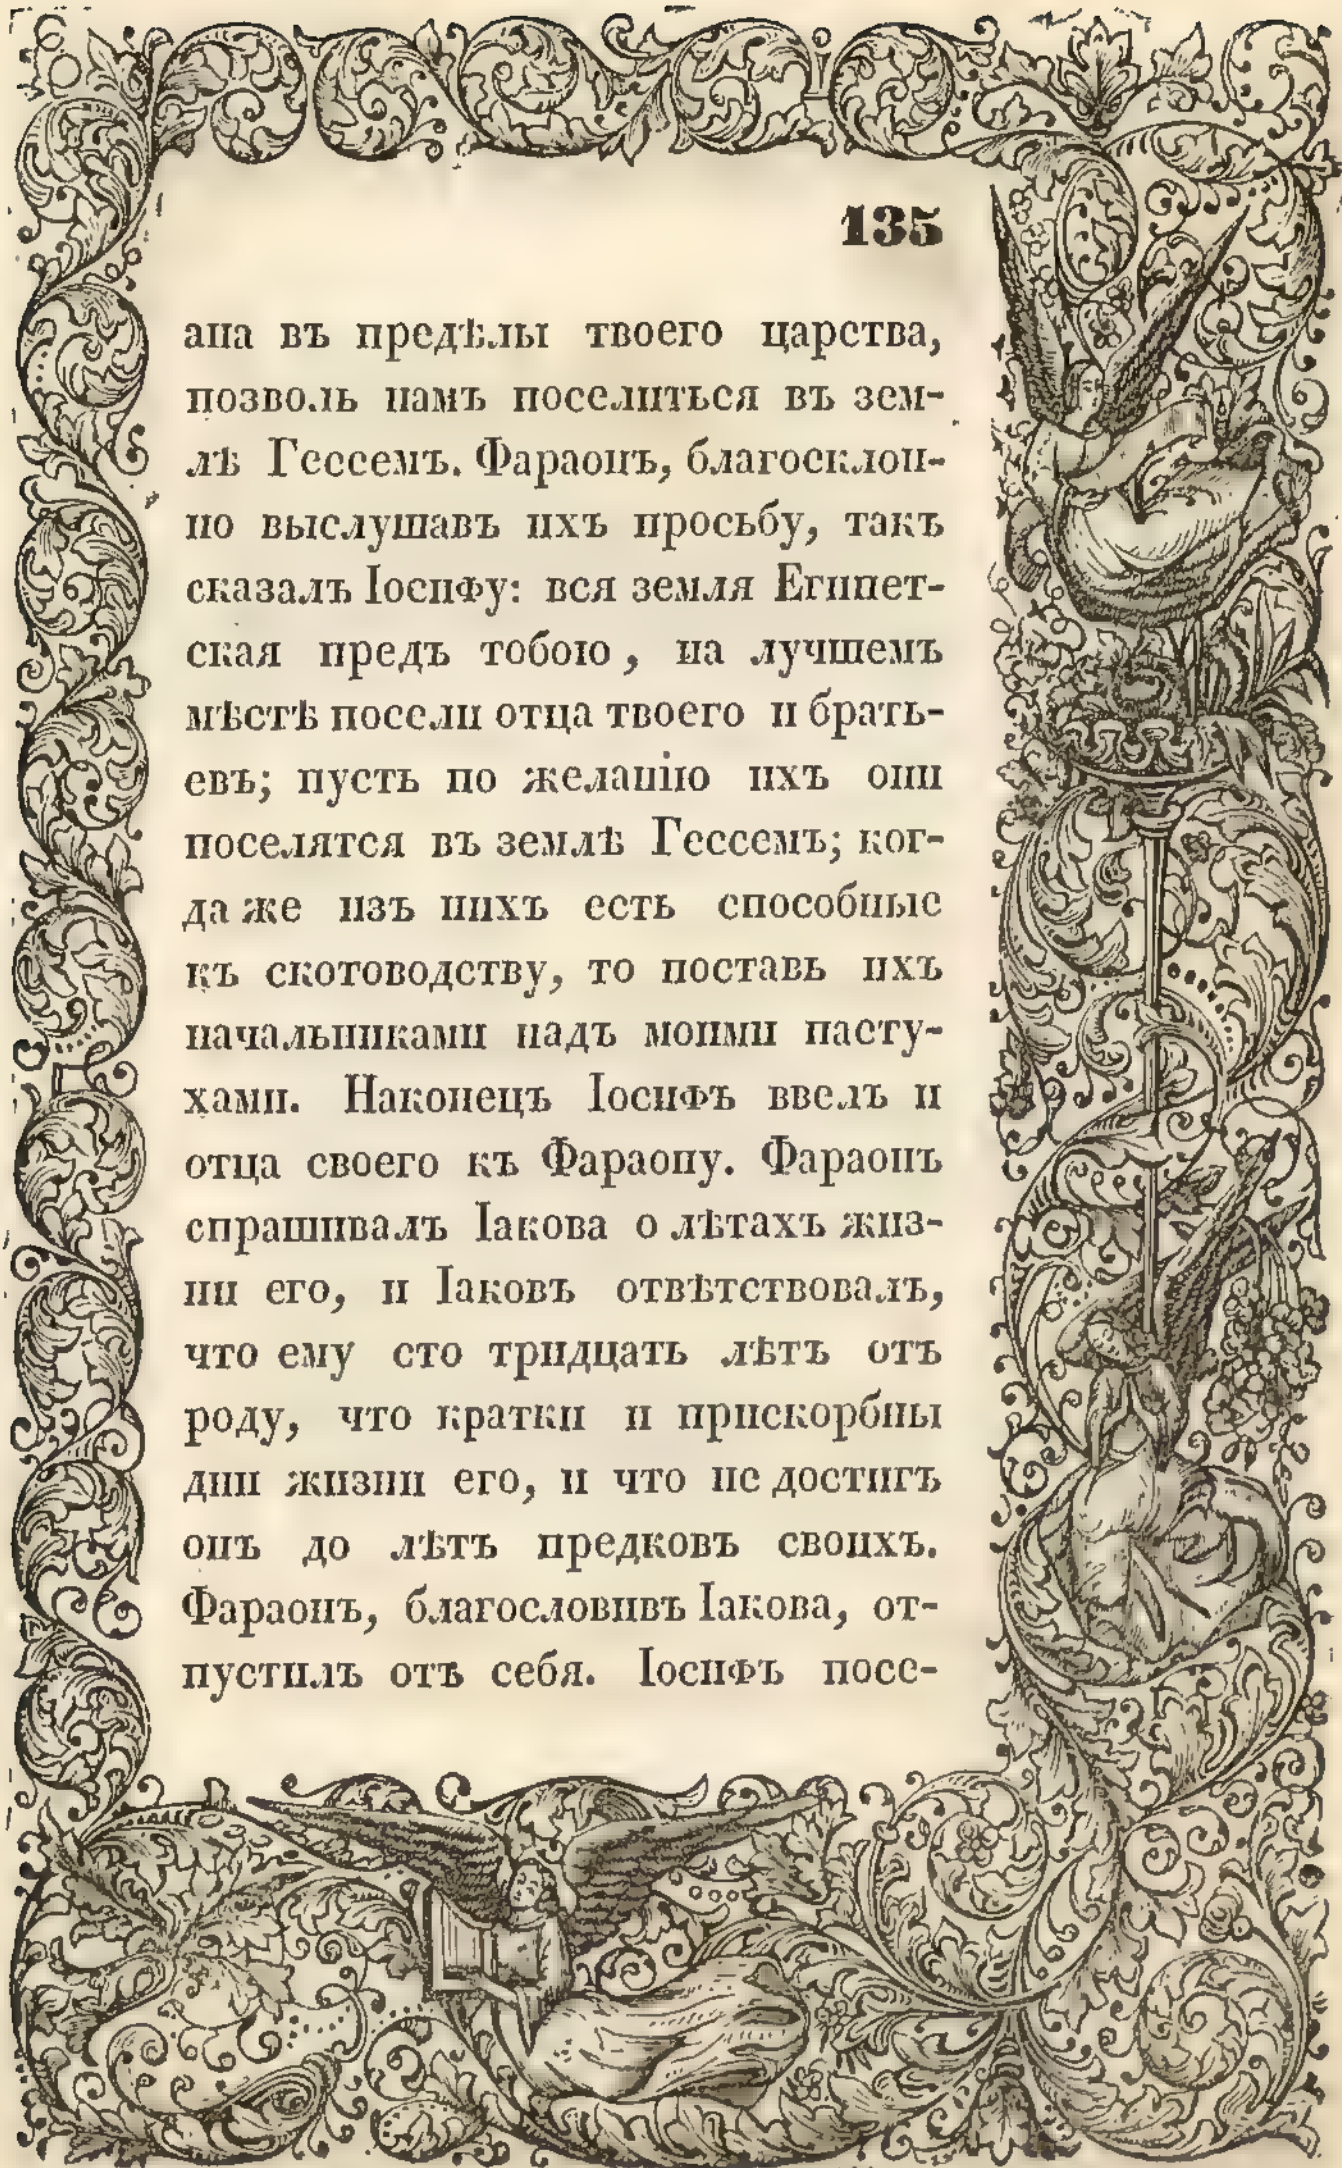 135
ана въ предѣлы твоего царства,
позволь намъ поселиться въ зем-
лѣ Гессемъ. Фараонъ, благосклон-
но выслушавъ ихъ просьбу, такъ
сказалъ Іосифу: вся земля Египет-
ская предъ тобою, на лучшемъ
мѣстѣ посели отца твоего и брать-
евъ; пусть по желанію ихъ они
поселятся въ землѣ Гессемъ; ког-
да же изъ нихъ есть способные
къ скотоводству, то поставь ихъ
начальниками надъ моими пасту-
хами. Наконецъ Іосифъ ввелъ и
отца своего къ Фараону. Фараонъ
спрашивалъ Іакова о лѣтахъ жиз-
ни его, и Іаковъ отвѣтствовалъ,
что ему сто тридцать лѣтъ отъ
роду, что кратки и прискорбны
дни жизни его, и что не достигъ
онъ до лѣтъ предковъ своихъ.
Фараонъ, благословивъ Іакова, от-
пустилъ отъ себя. Іосифъ посе-